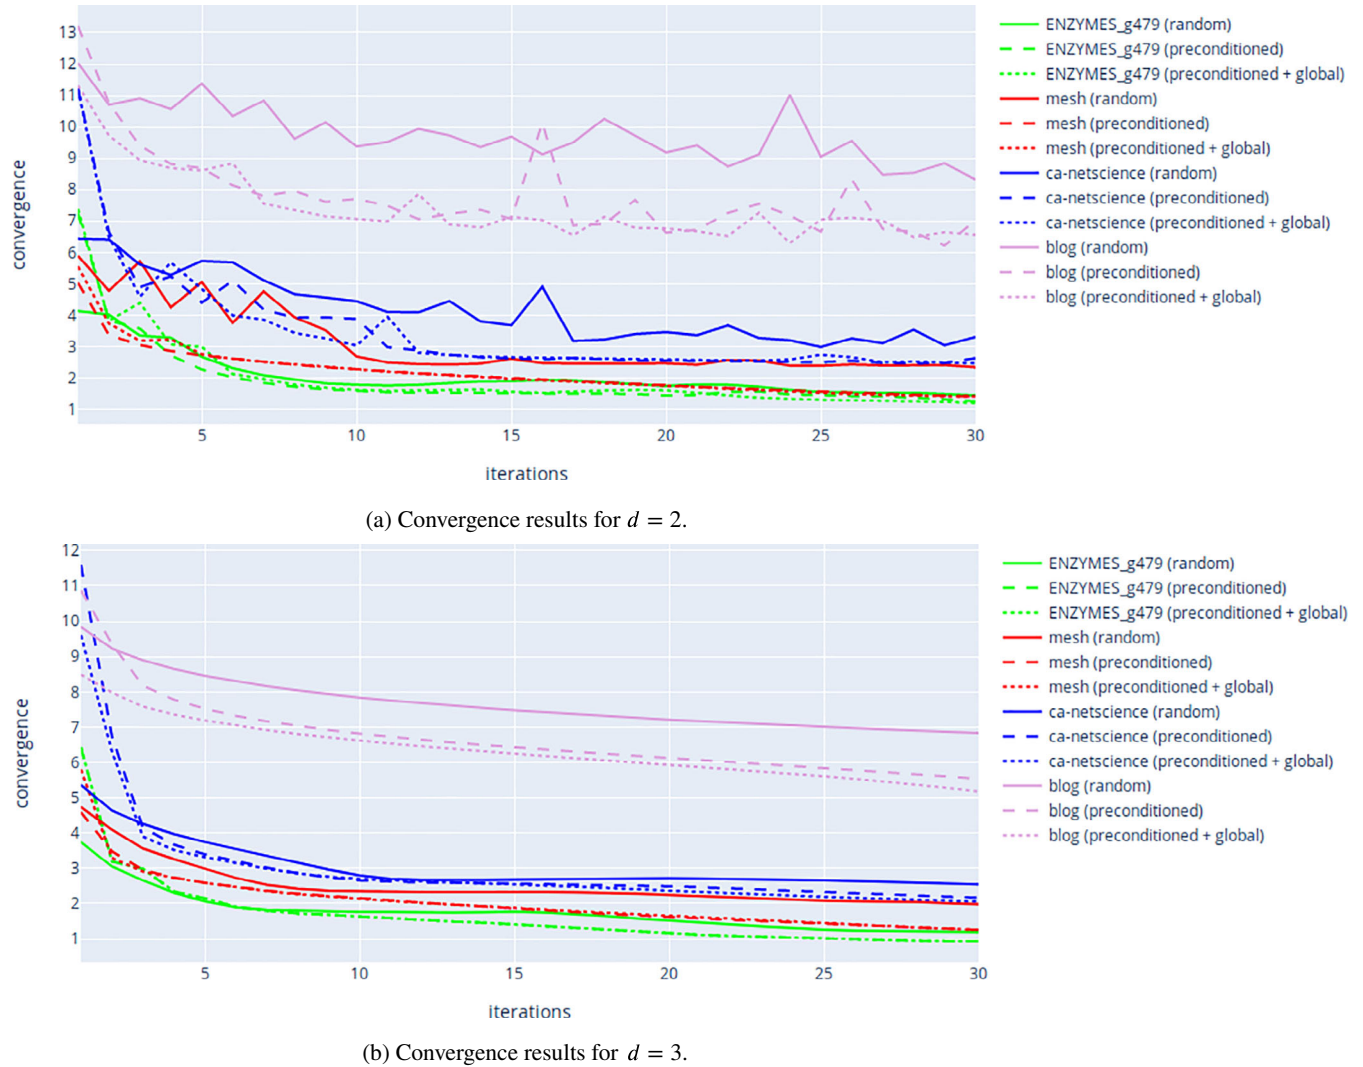 13
12
11
10
9
8
7
6
5
4
3
2
1
convergence
5
10
15
20
25
30
iterations
ENZYMES_g479 (random)
ENZYMES_g479 (preconditioned)
ENZYMES_g479 (preconditioned + global)
mesh (random)
mesh (preconditioned)
mesh (preconditioned + global)
ca-netscience (random)
ca-netscience (preconditioned)
ca-netscience (preconditioned + global)
blog (random)
blog (preconditioned)
blog (preconditioned + global)
(a) Convergence results for d = 2.
12
11
10
9
8
7
6
5
4
3
2
1
convergence
5
10
15
20
25
30
iterations
ENZYMES_g479 (random)
ENZYMES_g479 (preconditioned)
ENZYMES_g479 (preconditioned + global)
mesh (random)
mesh (preconditioned)
mesh (preconditioned + global)
ca-netscience (random)
ca-netscience (preconditioned)
ca-netscience (preconditioned + global)
blog (random)
blog (preconditioned)
blog (preconditioned + global)
(b) Convergence results for d = 3.